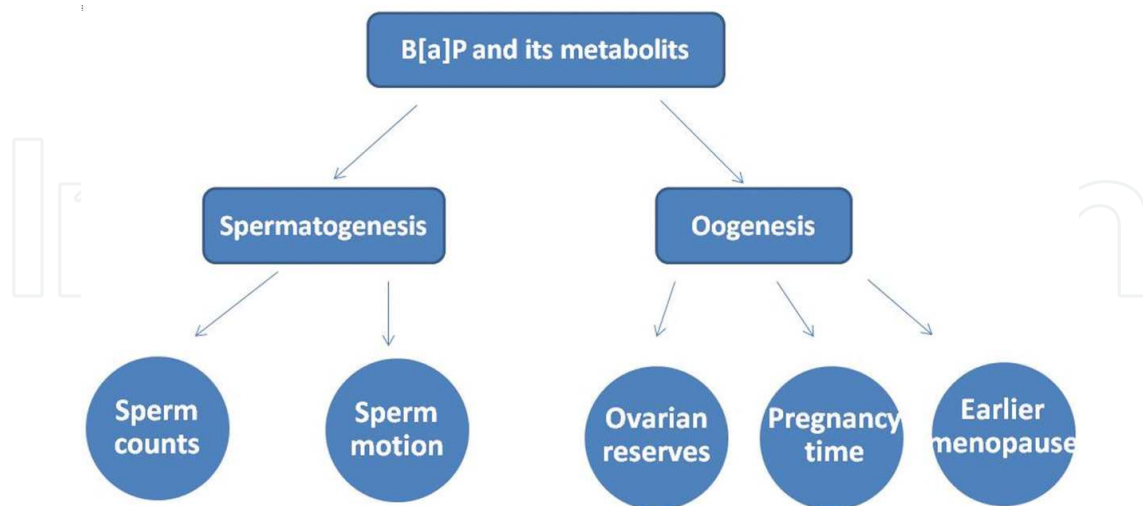 B[a]P and its metabolits
Spermatogenesis
Oogenesis
Sperm
counts
Sperm
motion
Ovarian
reserves
Pregnancy
time
Earlier
menopause